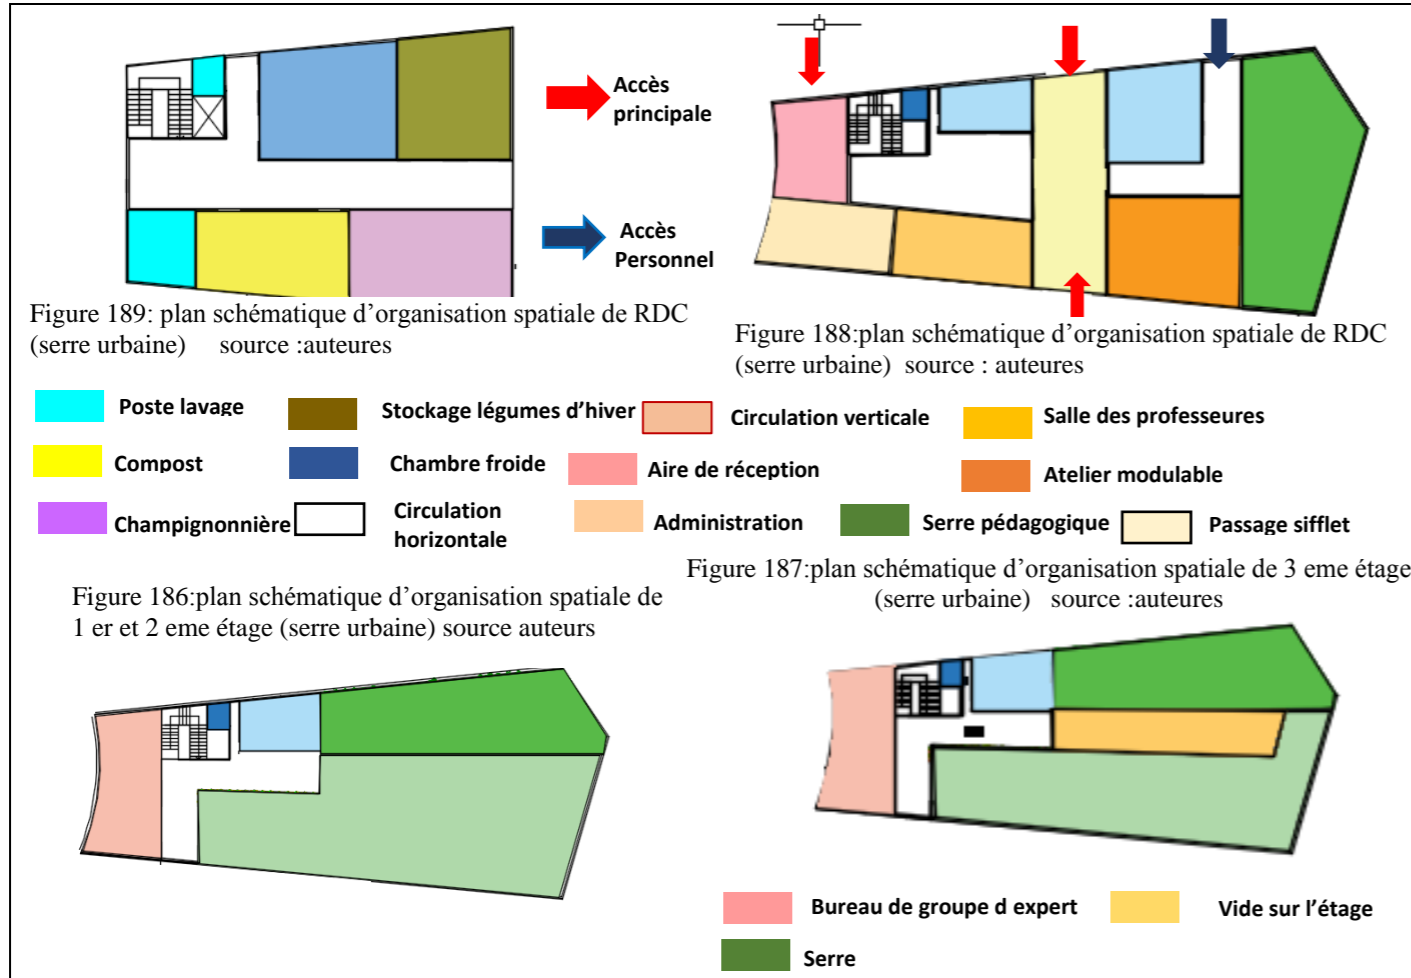 Accès
principale
Accès
Personnel
Figure 189: plan schématique d’organisation spatiale de RDC
(serre urbaine) source :auteures
Figure 188:plan schématique d’organisation spatiale de RDC
(serre urbaine) source : auteures
Poste lavage
Stockage légumes d’hiver
Circulation verticale
Salle des professeures
Compost
Chambre froide
Aire de réception
Atelier modulable
Champignonnière
Circulation
horizontale
Administration
Serre pédagogique
Passage sifflet
Figure 187:plan schématique d’organisation spatiale de 3 eme étage
(serre urbaine) source :auteures
Figure 186:plan schématique d’organisation spatiale de
1 er et 2 eme étage (serre urbaine) source auteurs
Bureau de groupe d expert
Vide sur l’étage
Serre